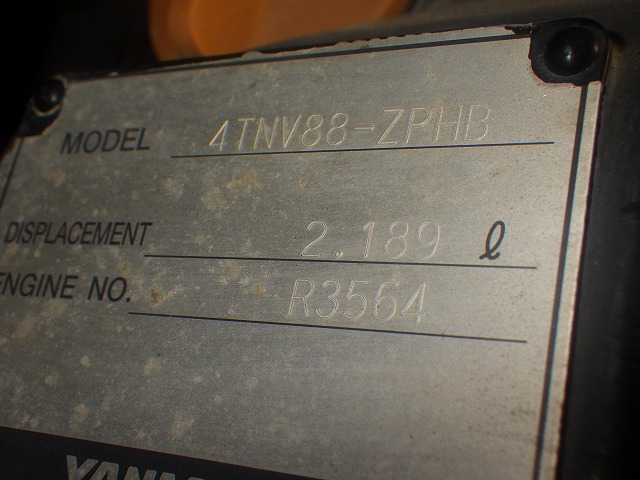 MODEL 4TNV88-ZPHB
DISPLACEMENT 2.189 ℓ
ENGINE NO. R3564